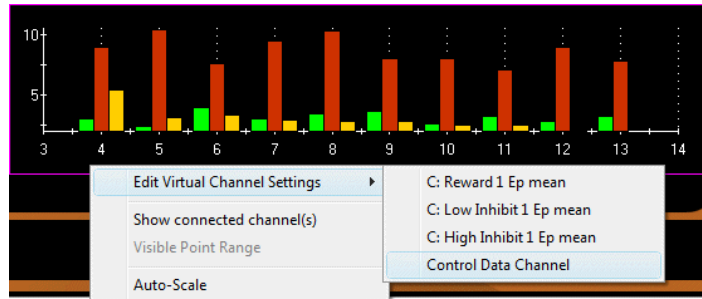 10
5
3 4 5 6 7 8 9 10 11 12 13 14
Edit Virtual Channel Settings
Show connected channel(s)
Visible Point Range
Auto-Scale
C: Reward 1 Ep mean
C: Low Inhibit 1 Ep mean
C: High Inhibit 1 Ep mean
Control Data Channel